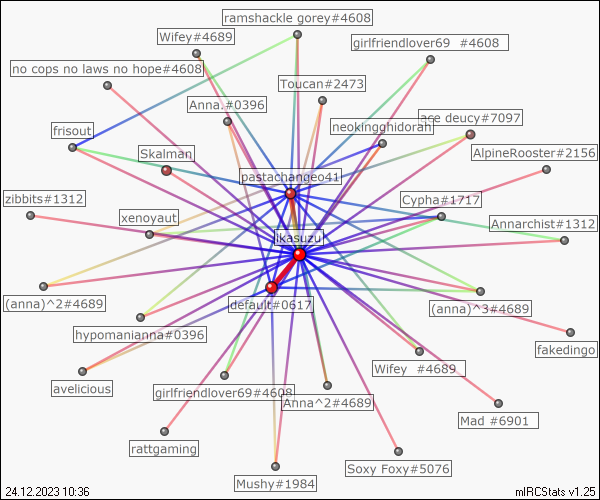 ramshackle gorey#4608
Wifey#4689
girlfriendlover69 #4608
no cops no laws no hope#4608
Toucan#2473
Anna.#0396
ace deucy#7097
neokingghidorah
frisout
Skalman
AlpineRooster#2156
pastachangeo41
zibbits#1312
Cypha#1717
xenoyaut
Annarchist#1312
ikasuzu
(anna)^2#4689
default#0617
(anna)^3#4689
hypomanianna#0396
fakedingo
Wifey #4689
avelicious
girlfriendlover69#4608
Anna^2#4689
Mad #6901
rattgaming
Soxy Foxy#5076
Mushy#1984
24.12.2023 10:36
mIRCStats v1.25